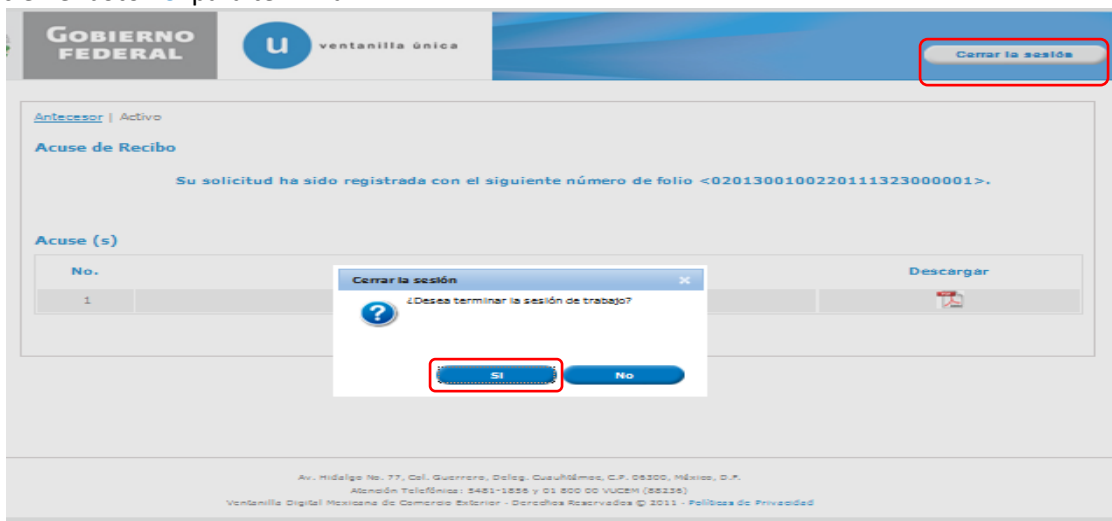 GOBIERNO
FEDERAL
u
ventanilla única
Cerrar la sesión
Antecesor | Activo
Acuse de Recibo
Su solicitud ha sido registrada con el siguiente número de folio <0201300100220111323000001>.
Acuse (s)
No.
Descargar
1
Cerrar la sesión
¿Desea terminar la sesión de trabajo?
SI
No
Av. Hidalgo No. 77, Col. Guerrero, Deleg. Cuauhtémoc, C.P. 06300, México, D.F.
Atención Telefónica: 5481-1856 y 01 800 00 VUCEM (88236)
Ventanilla Digital Mexicana de Comercio Exterior - Derechos Reservados © 2011 - Políticas de Privacidad